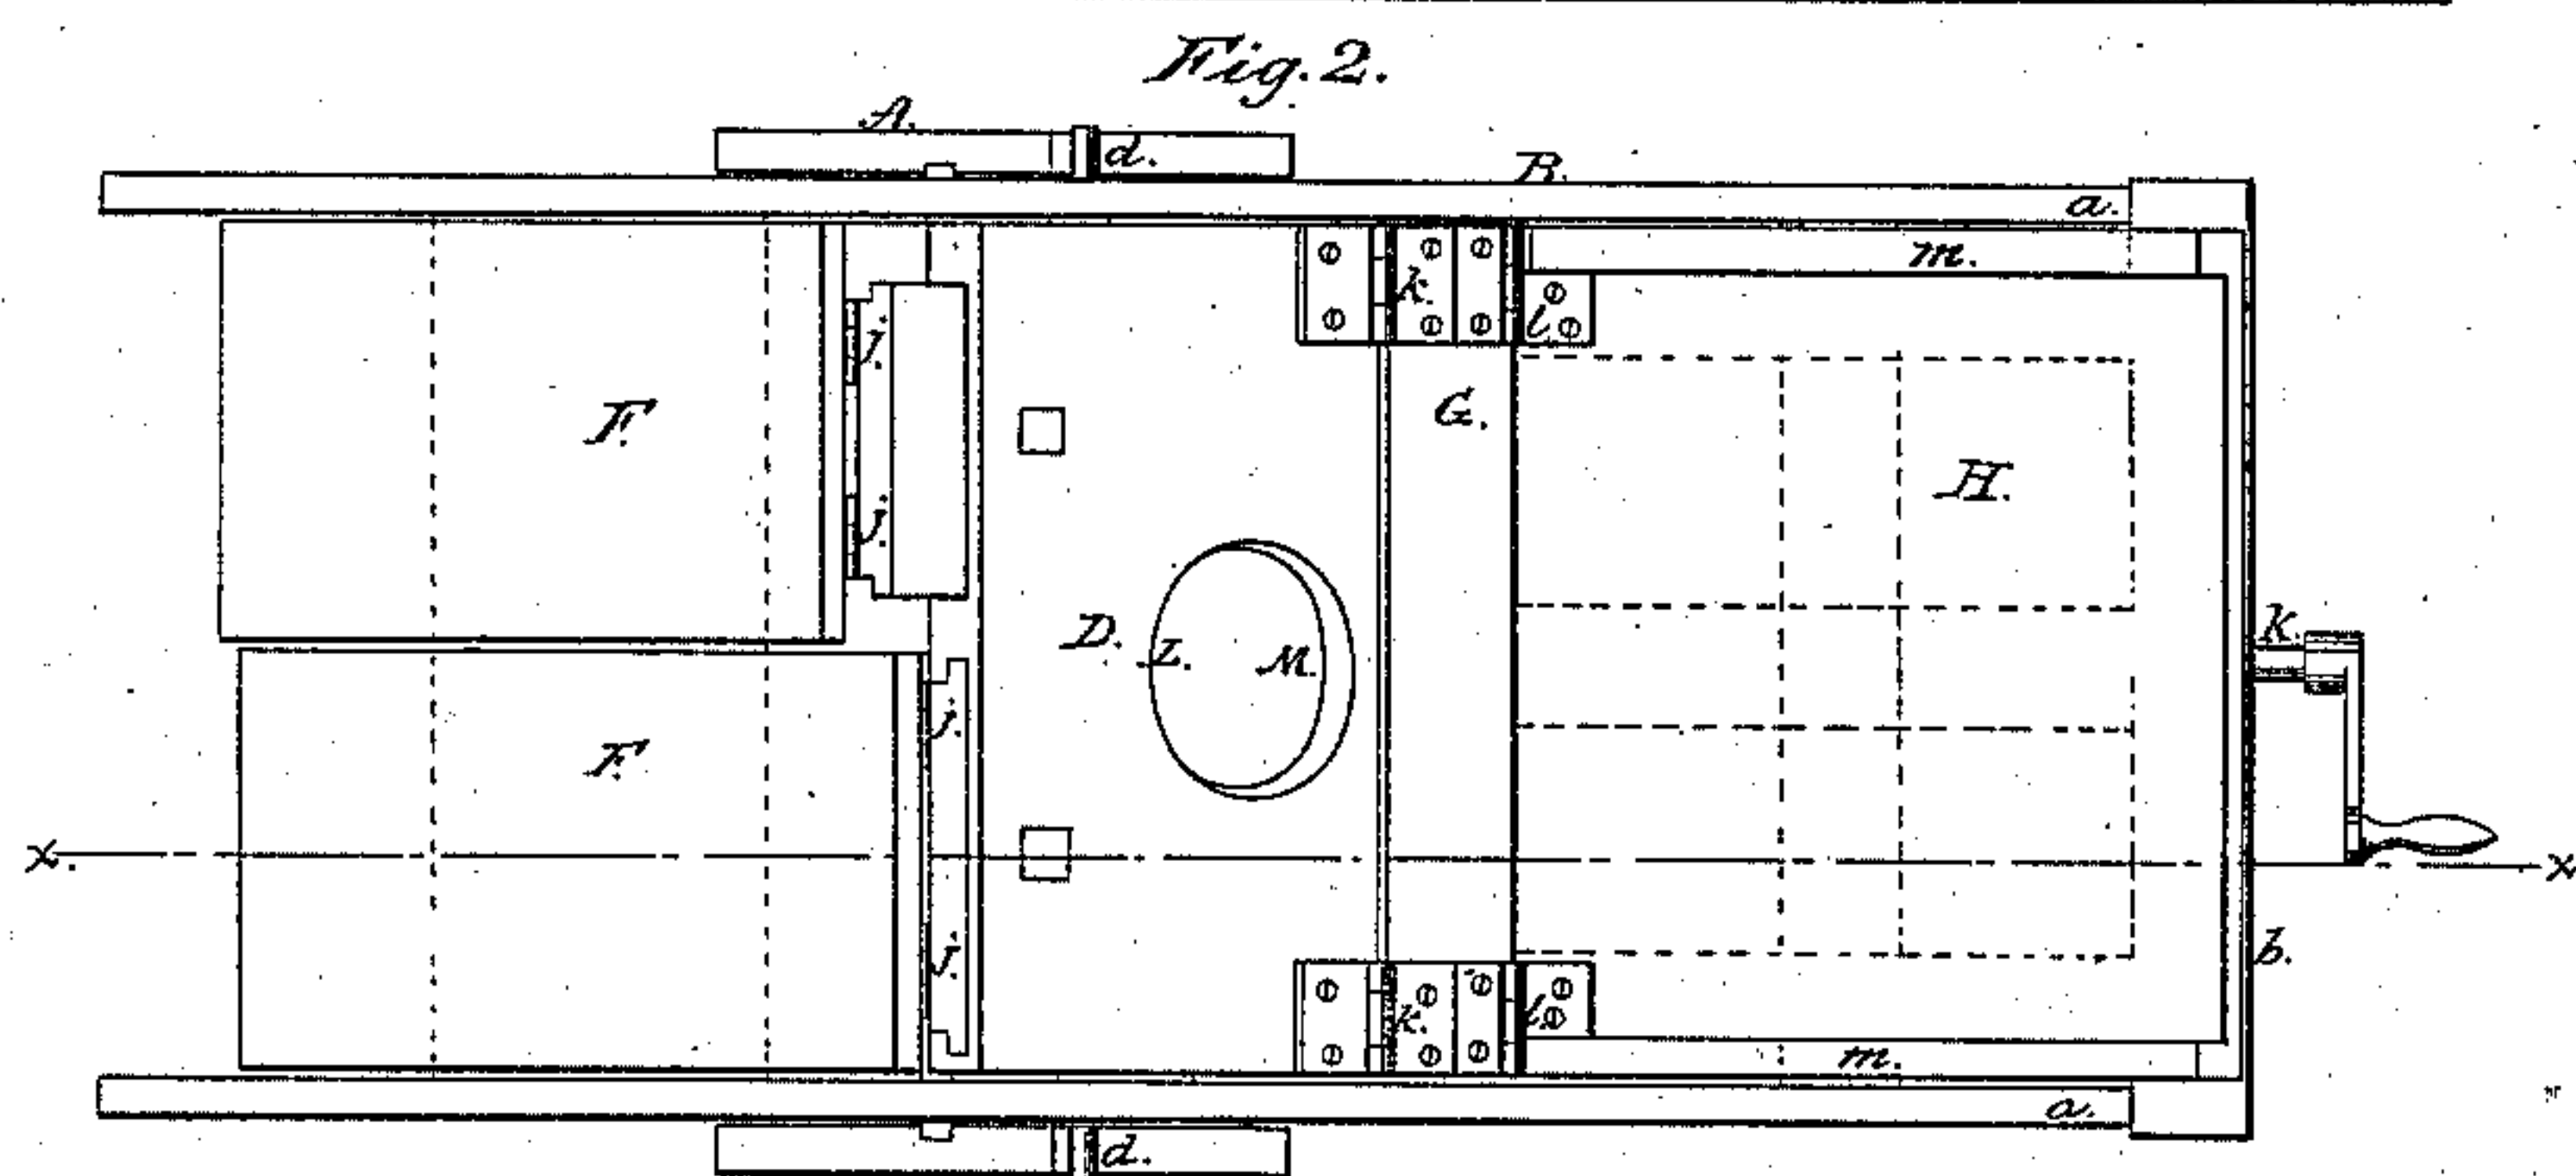 Fig. 2.
A.
d.
B.
a.
m.
k.
l.
j.
F.
G.
H.
j.
D.
L.
M.
K.
j.
F.
x.
x.
j.
b.
k.
l.
m.
a.
d.